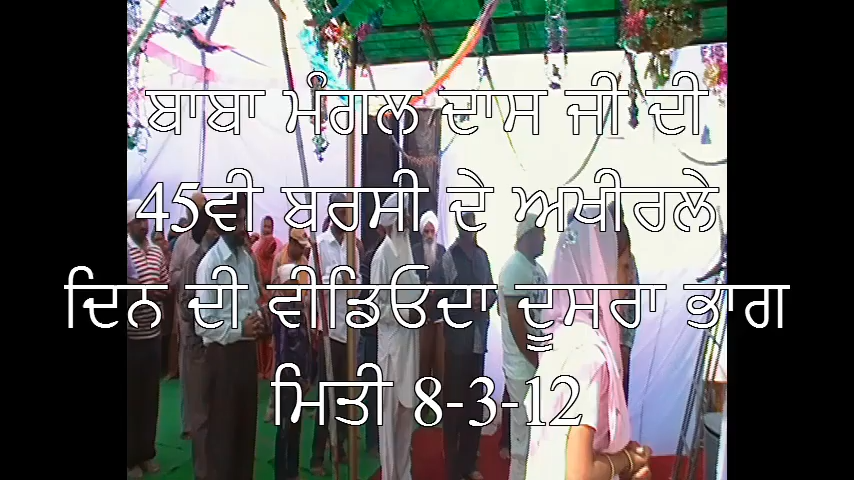 ਬਾਬਾ ਮੰਗਲ ਦਾਸ ਜੀ ਦੀ
45ਵੀ ਬਰਸੀ ਦੇ ਅਖੀਰਲੇ
ਦਿਨ ਦੀ ਵੀਡਿਓਦਾ ਦੂਸਰਾ ਭਾਗ
ਮਿਤੀ 8-3-12